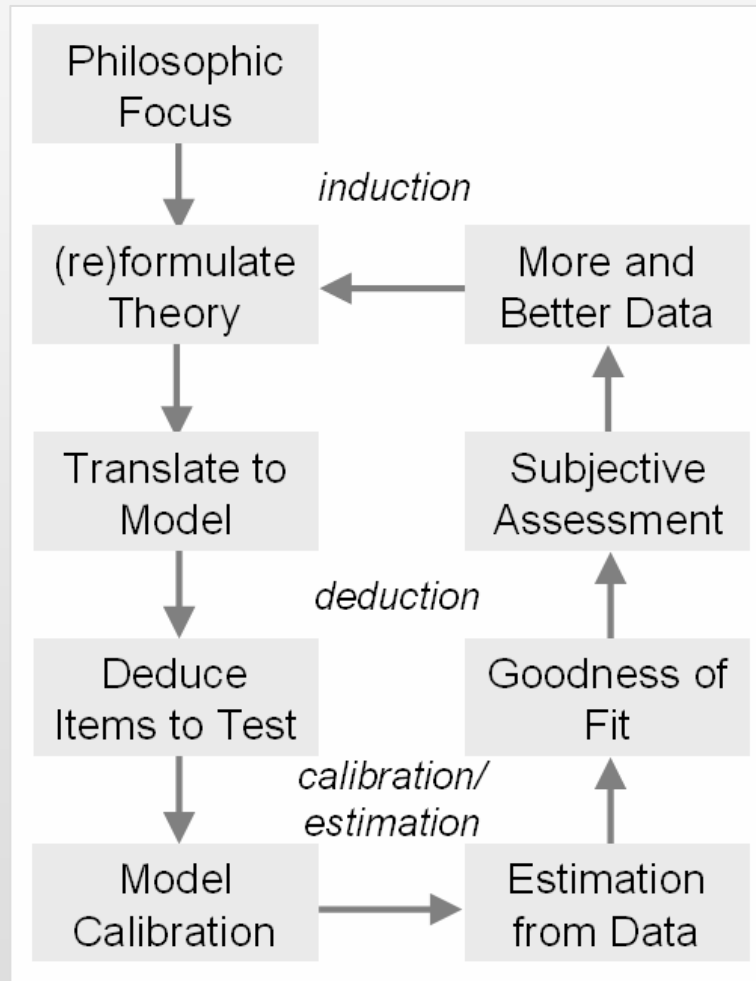 Philosophic
Focus
induction
(re)formulate
Theory
More and
Better Data
Translate to
Model
Subjective
Assessment
deduction
Deduce
Items to Test
Goodness of
Fit
calibration/
estimation
Model
Calibration
Estimation
from Data